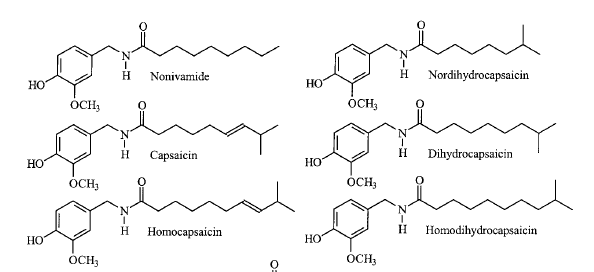 O
N
H
HO
OCH3
Nonivamide
O
N
H
HO
OCH3
Nordihydrocapsaicin
O
N
H
HO
OCH3
Capsaicin
O
N
H
HO
OCH3
Dihydrocapsaicin
O
N
H
HO
OCH3
Homocapsaicin
O
N
H
HO
OCH3
Homodihydrocapsaicin
O